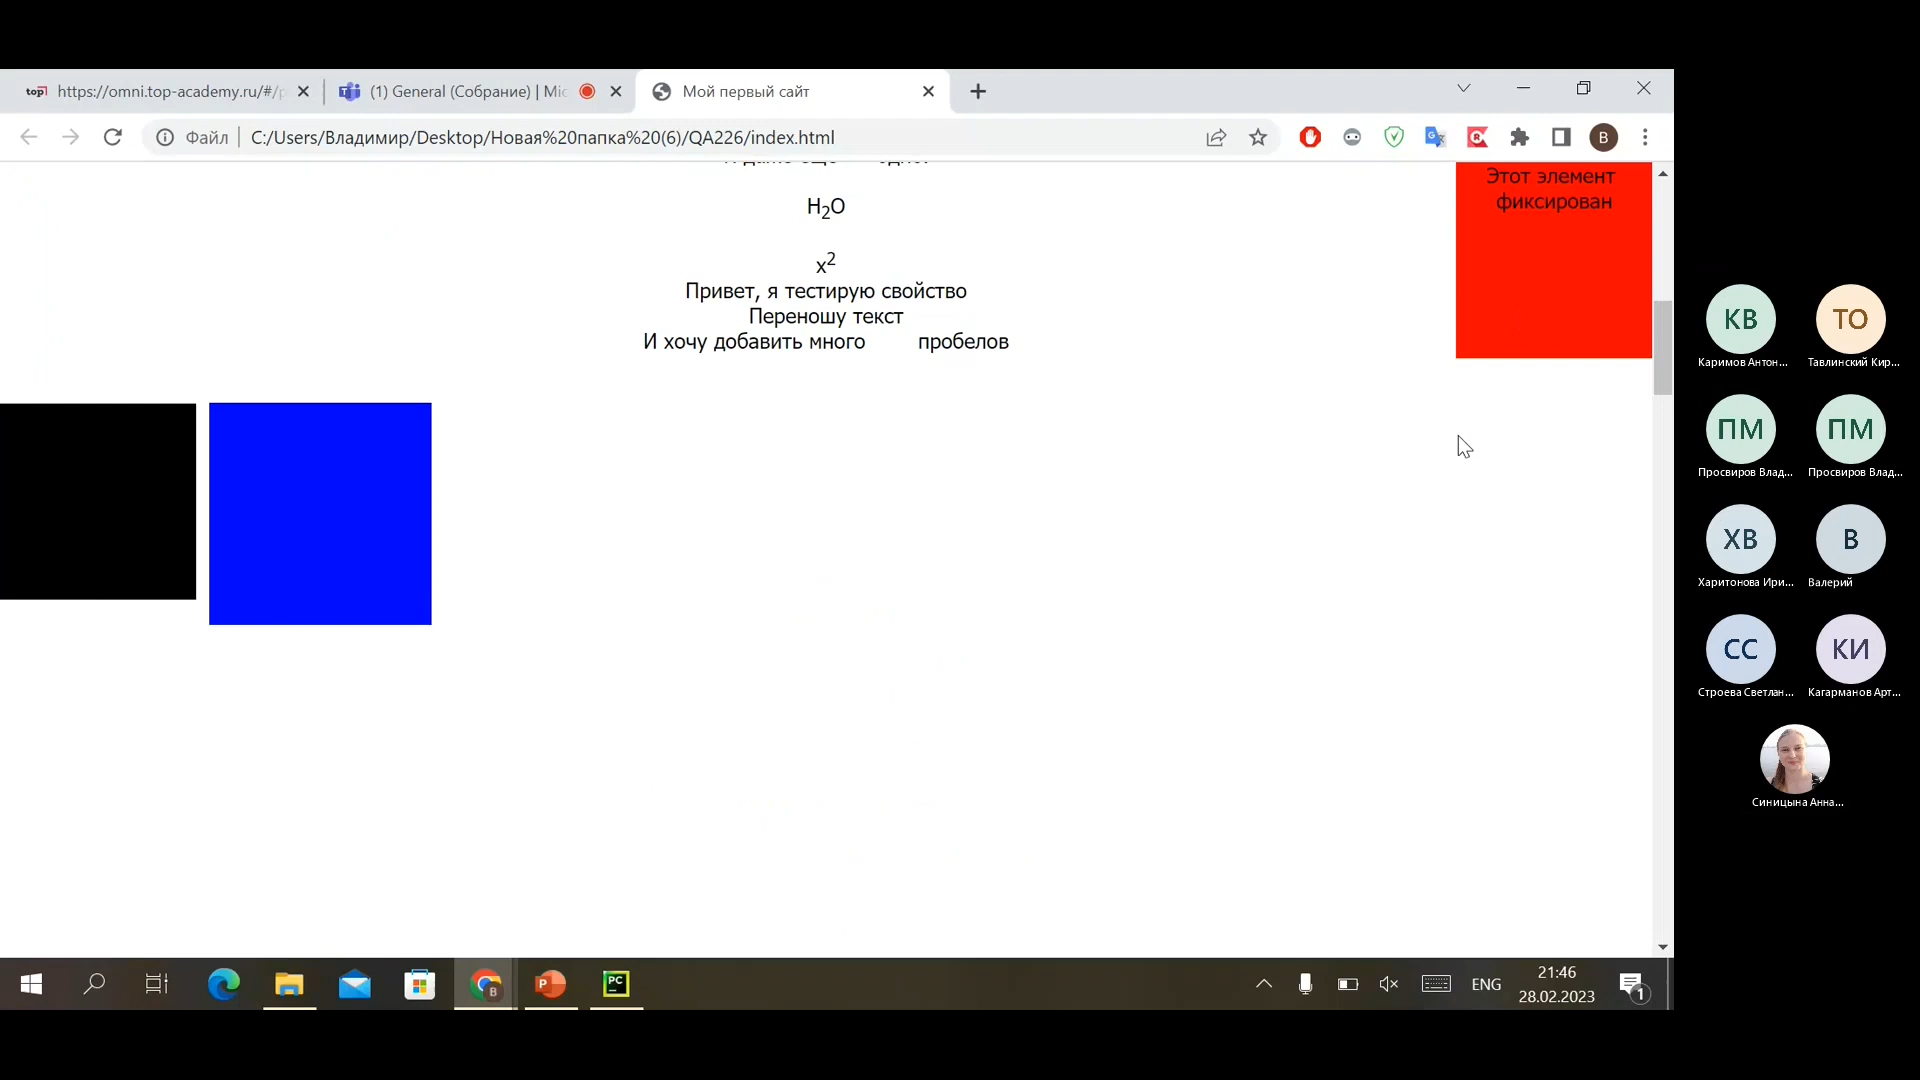 https://omni.top-academy.ru/#/p
(1) General (Собрание) | Mic
Мой первый сайт
Файл
C:/Users/Владимир/Desktop/Новая%20папка%20(6)/QA226/index.html
Этот элемент
фиксирован
H2O
x2
Привет, я тестирую свойство
Переношу текст
И хочу добавить много пробелов
КВ
Каримов Антон...
ТО
Тавлинский Кир...
ПМ
Просвиров Влад...
ПМ
Просвиров Влад...
ХВ
Харитонова Ири...
В
Валерий
СС
Строева Светлан...
КИ
Кагарманов Арт...
Синицына Анна...
ENG
21:46
28.02.2023
1